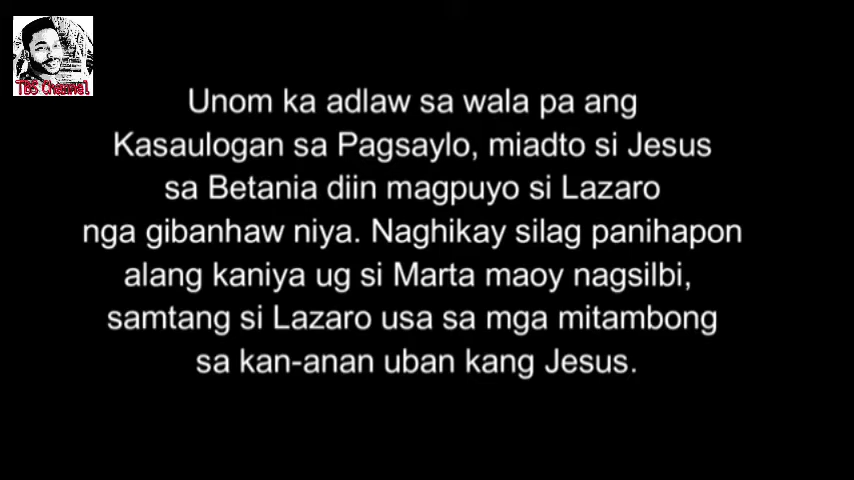 TBS Channel
Unom ka adlaw sa wala pa ang
Kasaulogan sa Pagsaylo, miadto si Jesus
sa Betania diin magpuyo si Lazaro
nga gibanhaw niya. Naghikay silag panihapon
alang kaniya ug si Marta maoy nagsilbi,
samtang si Lazaro usa sa mga mitambong
sa kan-anan uban kang Jesus.